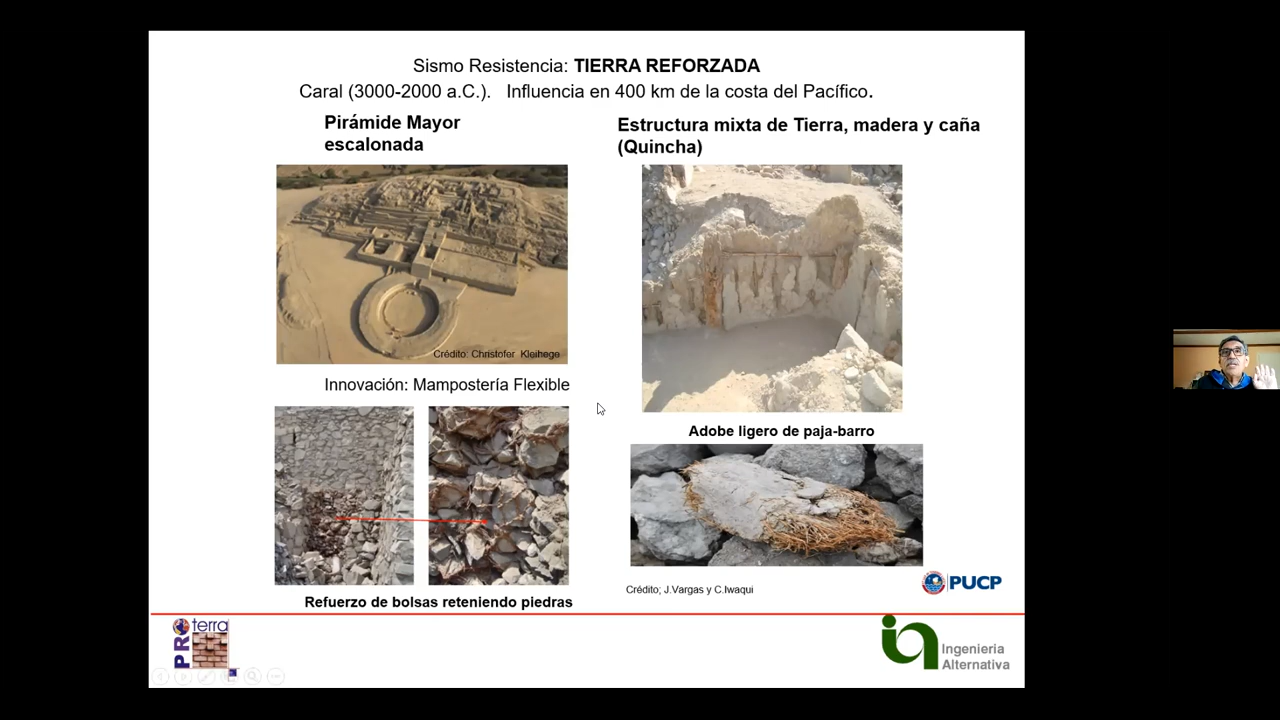 Sismo Resistencia: TIERRA REFORZADA
Caral (3000-2000 a.C.). Influencia en 400 km de la costa del Pacífico.
Pirámide Mayor
escalonada
Crédito: Christofer Kleihege
Innovación: Mampostería Flexible
Refuerzo de bolsas reteniendo piedras
Estructura mixta de Tierra, madera y caña
(Quincha)
Adobe ligero de paja-barro
Crédito; J.Vargas y C.Iwaqui
PUCP
PROterra
Ingenieria
Alternativa